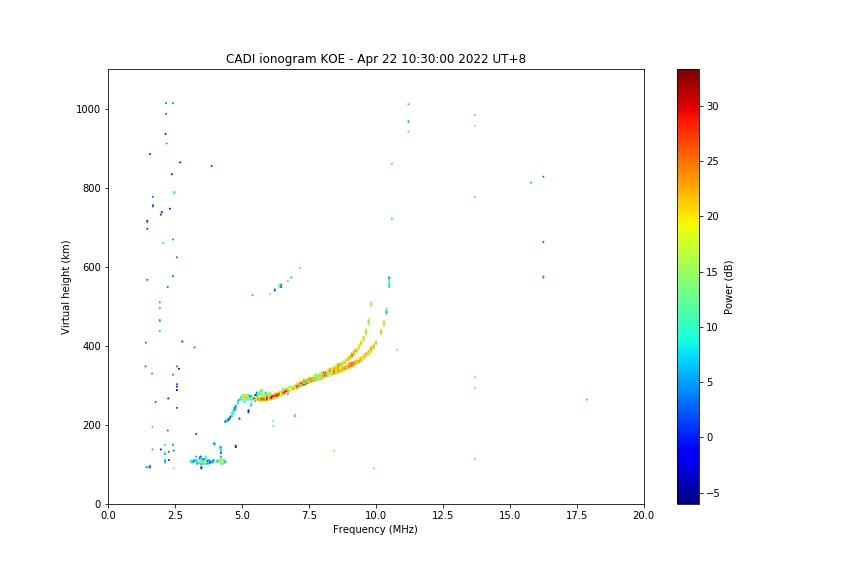 CADI ionogram KOE - Apr 22 10:30:00 2022 UT+8
1000
800
600
400
200
0
Virtual height (km)
0.0 2.5 5.0 7.5 10.0 12.5 15.0 17.5 20.0
Frequency (MHz)
30
25
20
15
10
5
0
−5
Power (dB)